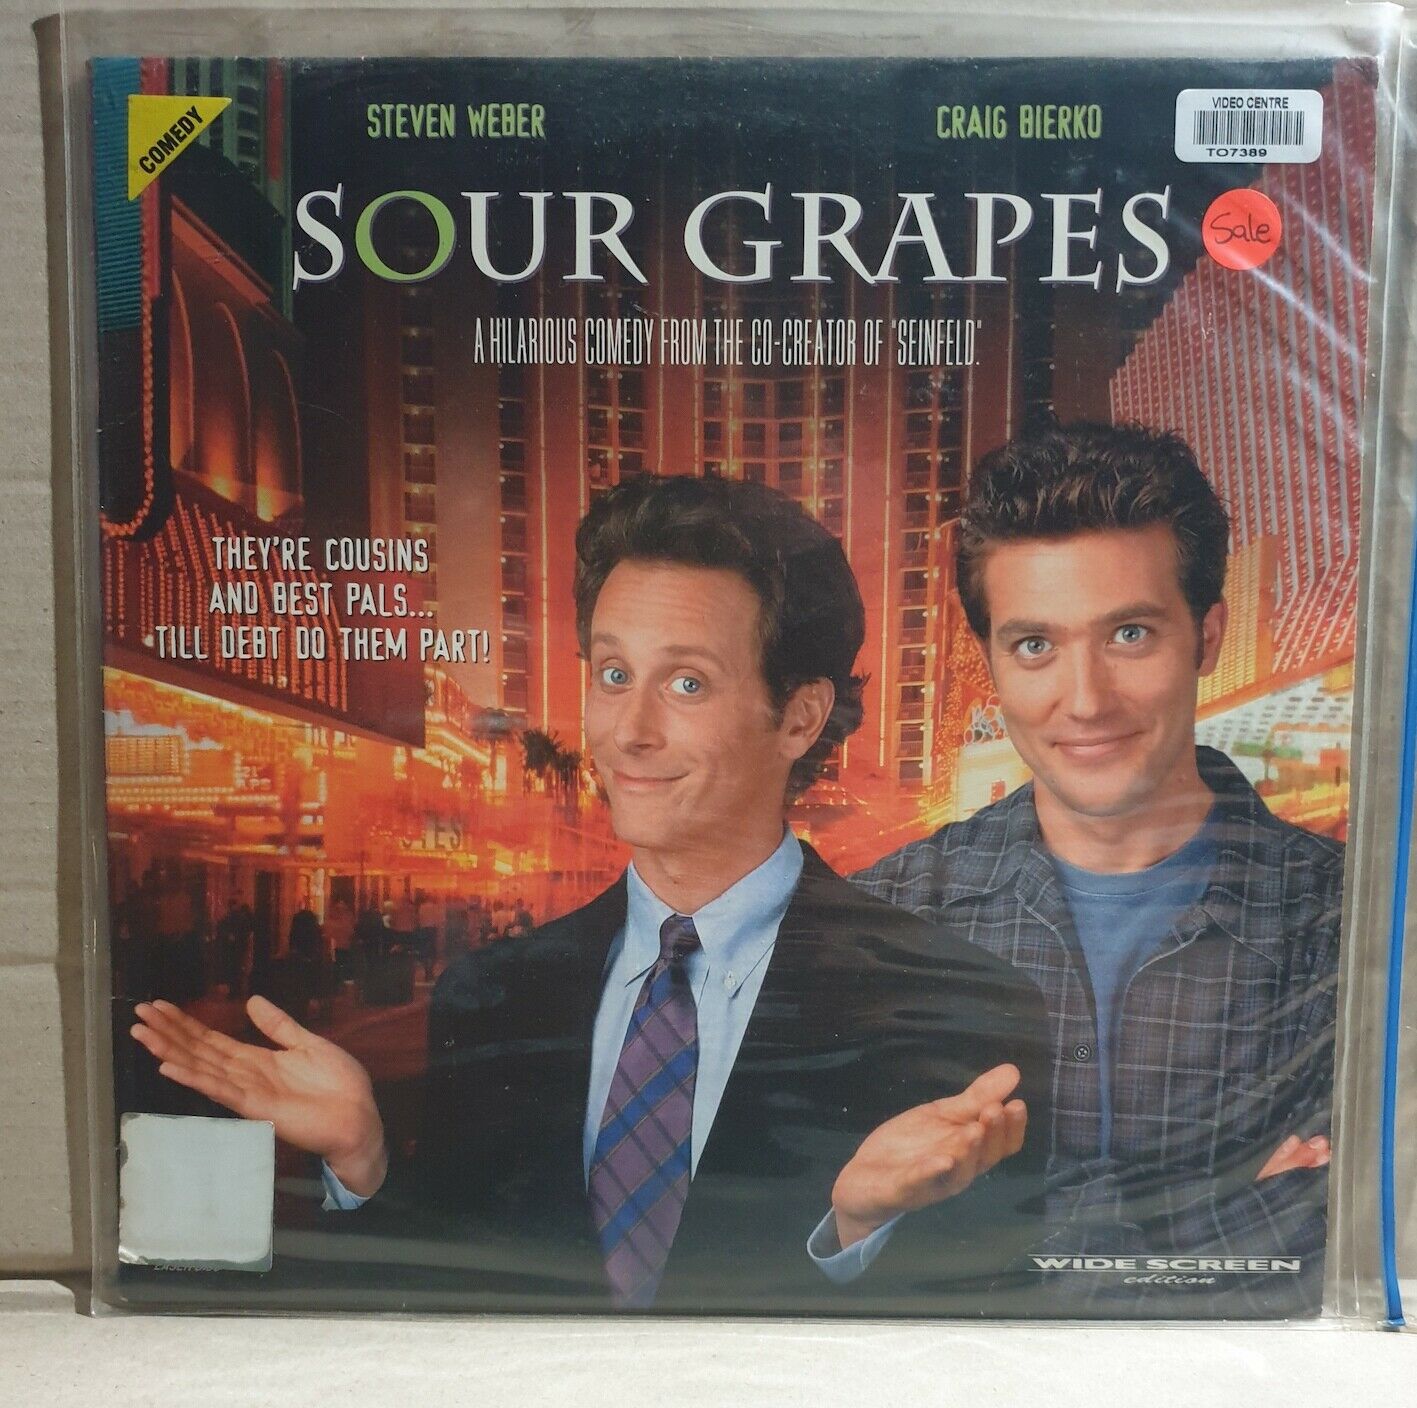 COMEDY
STEVEN WEBER
CRAIG BIERKO
VIDEO CENTRE
TO7389
SOUR GRAPES
Sale
A HILARIOUS COMEDY FROM THE CO-CREATOR OF "SEINFELD".
THEY'RE COUSINS
AND BEST PALS...
TILL DEBT DO THEM PART!
WIDE SCREEN
edition